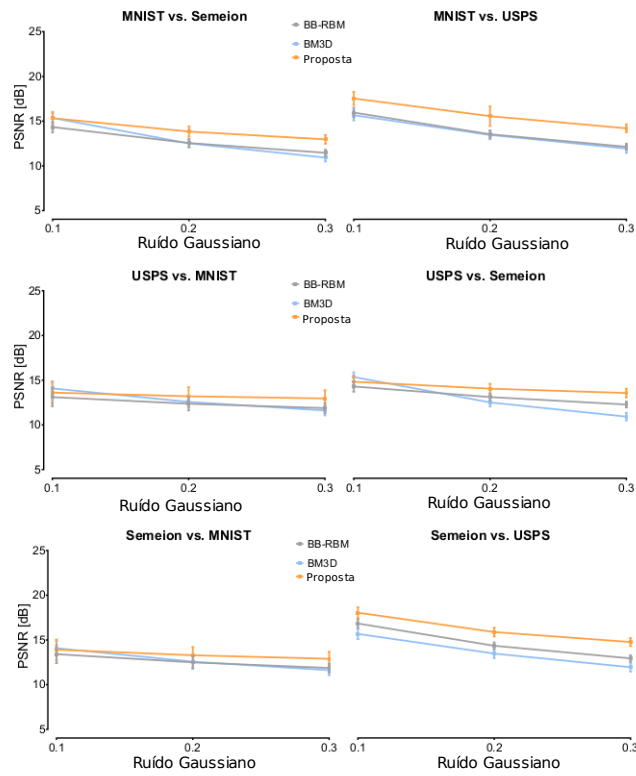 MNIST vs. Semeion
MNIST vs. USPS
BB-RBM
BM3D
Proposta
PSNR [dB]
25
20
15
10
5
0.1
0.2
0.3
0.1
0.2
0.3
Ruído Gaussiano
Ruído Gaussiano
USPS vs. MNIST
USPS vs. Semeion
BB-RBM
BM3D
Proposta
PSNR [dB]
25
20
15
10
5
0.1
0.2
0.3
0.1
0.2
0.3
Ruído Gaussiano
Ruído Gaussiano
Semeion vs. MNIST
Semeion vs. USPS
BB-RBM
BM3D
Proposta
PSNR [dB]
25
20
15
10
5
0.1
0.2
0.3
0.1
0.2
0.3
Ruído Gaussiano
Ruído Gaussiano